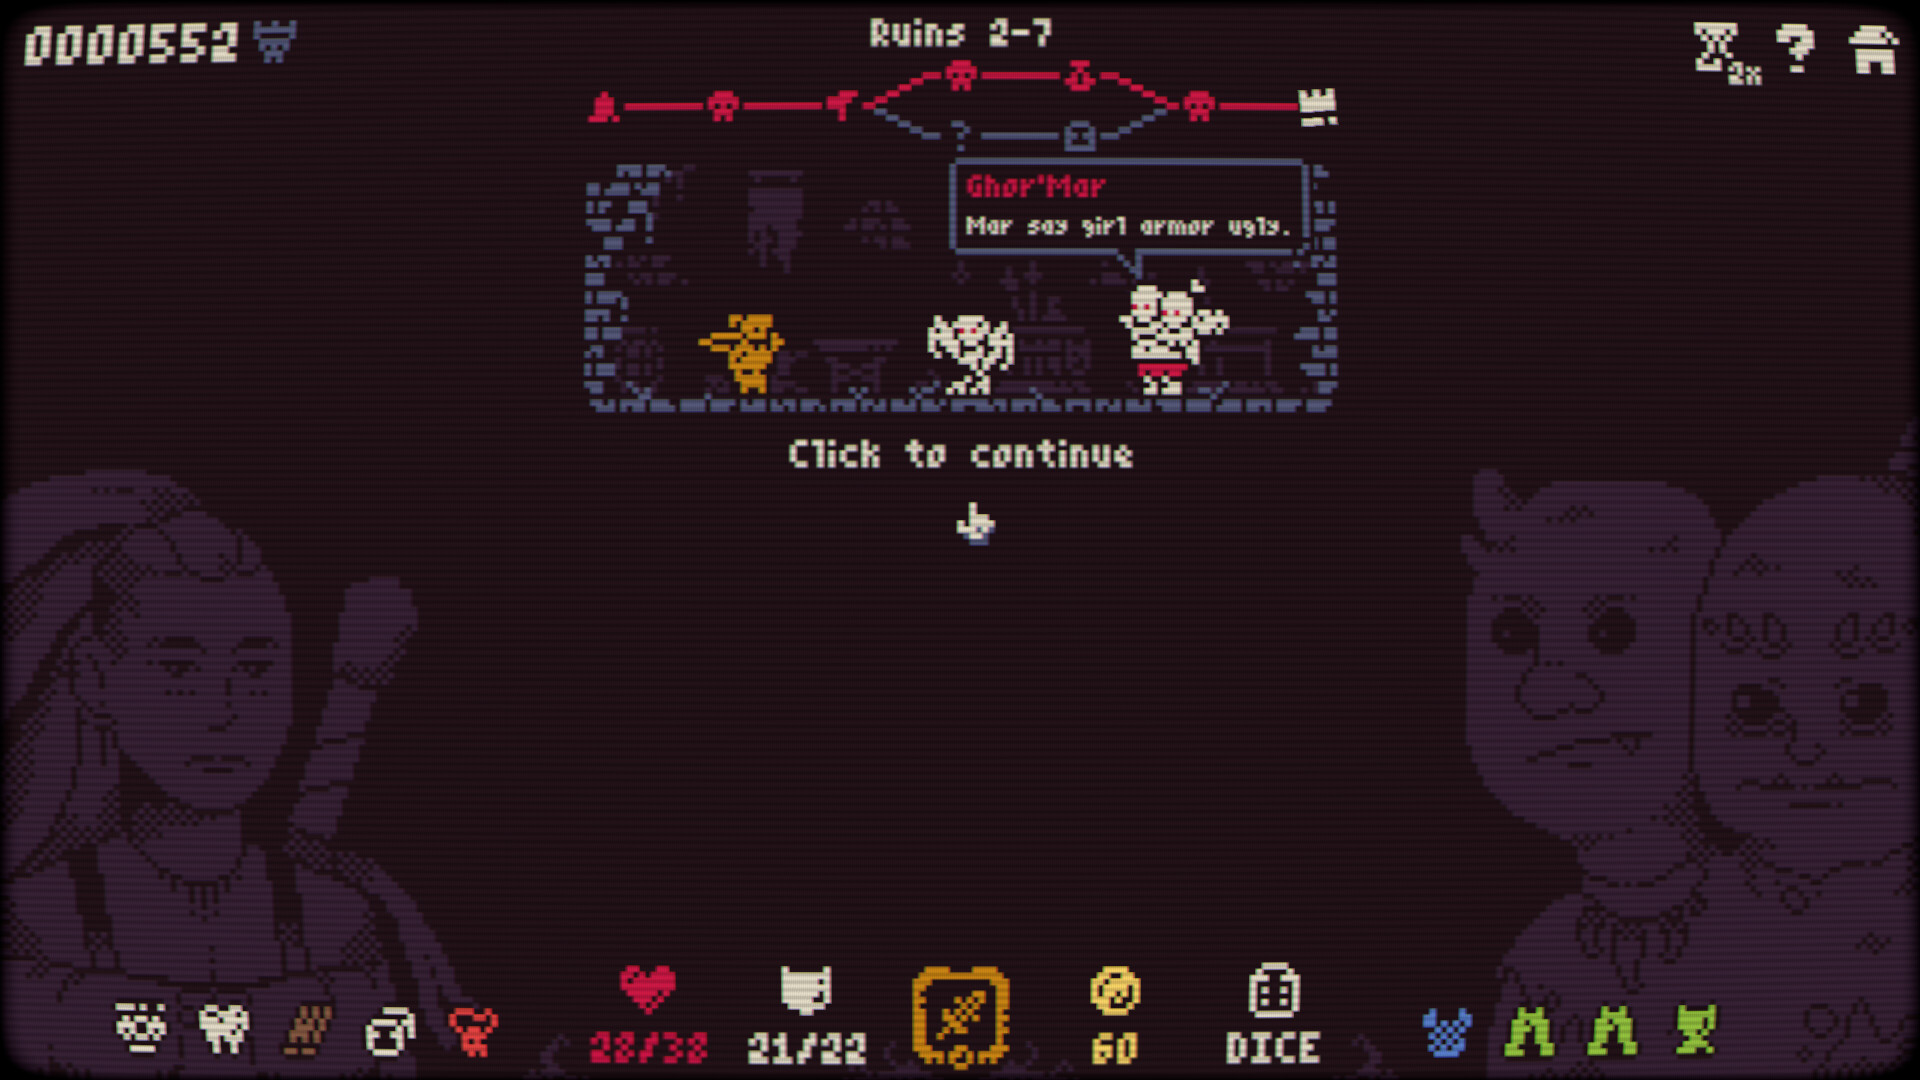 0000552
Ruins 2-7
2x
?
Ghor'Mar
Mar say girl armor ugly.
Click to continue
28/38
21/22
60
DICE